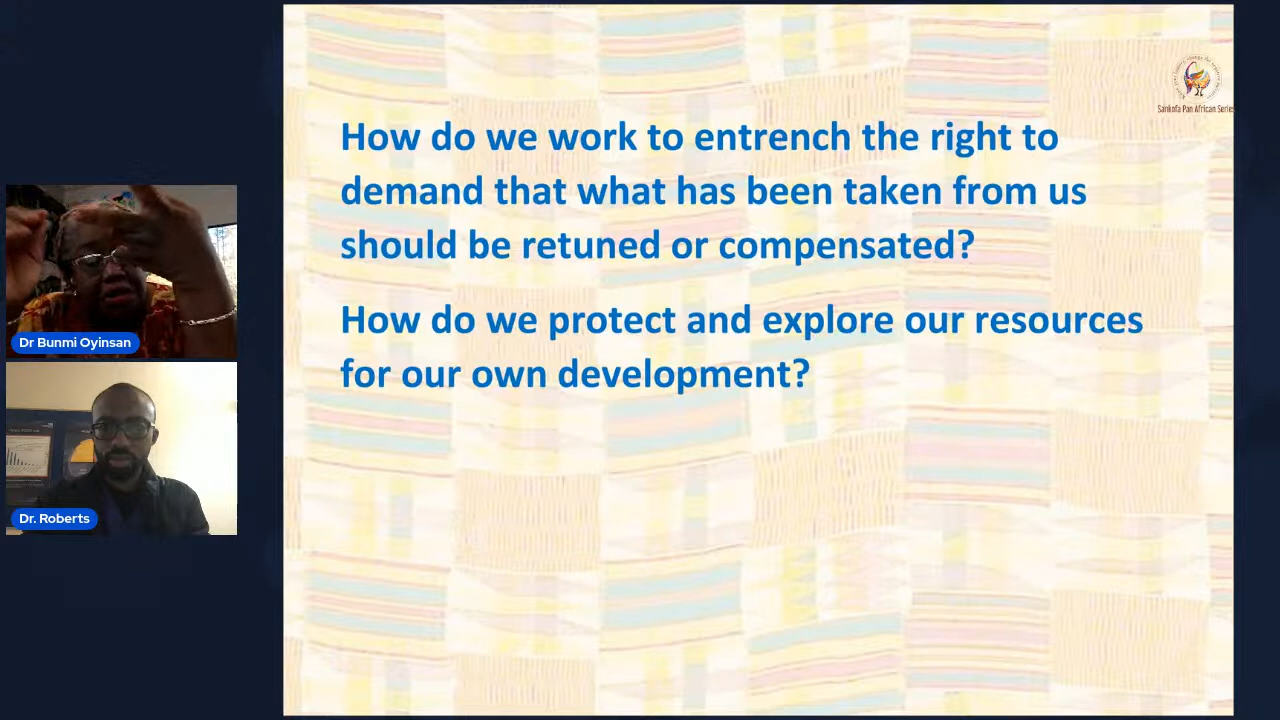 Sankofa Pan African Series
How do we work to entrench the right to
demand that what has been taken from us
should be retuned or compensated?
How do we protect and explore our resources
for our own development?
Dr Bunmi Oyinsan
Dr. Roberts